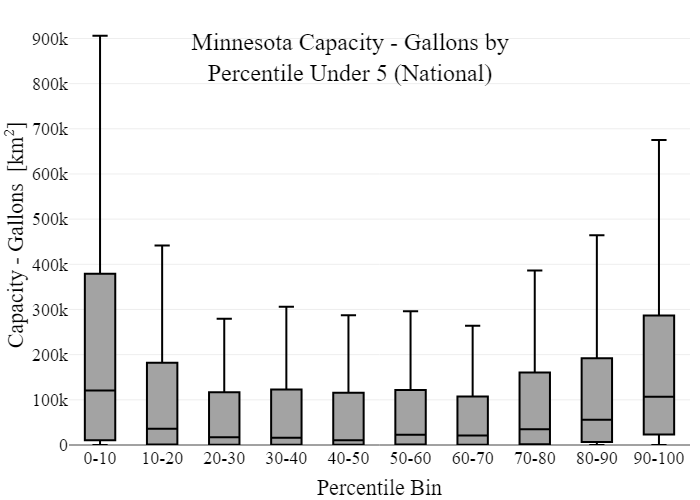 Minnesota Capacity - Gallons by
Percentile Under 5 (National)
Capacity - Gallons [km²]
900k
800k
700k
600k
500k
400k
300k
200k
100k
0
0-10 10-20 20-30 30-40 40-50 50-60 60-70 70-80 80-90 90-100
Percentile Bin